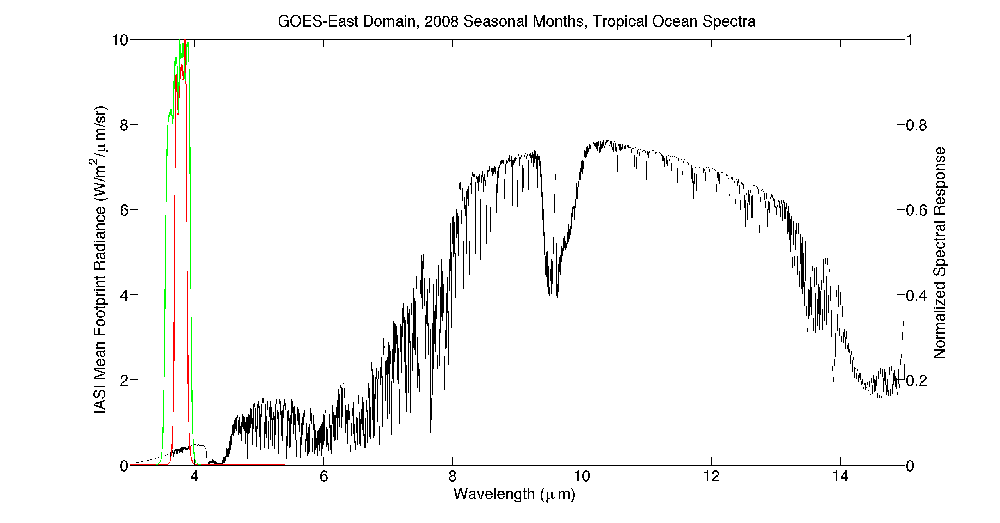 GOES-East Domain, 2008 Seasonal Months, Tropical Ocean Spectra
IASI Mean Footprint Radiance (W/m²/μ m/sr)
10
8
6
4
2
0
1
0.8
0.6
0.4
0.2
0
Normalized Spectral Response
4 6 8 10 12 14
Wavelength (μ m)